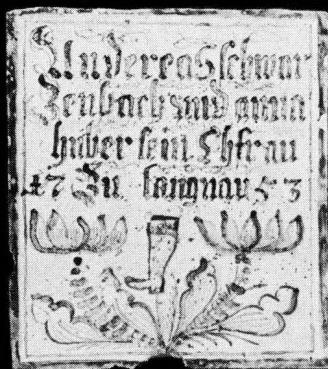 Andereas schwar
Zenbach und anna
huber sein Ehfrau
17 Zu langnau 53